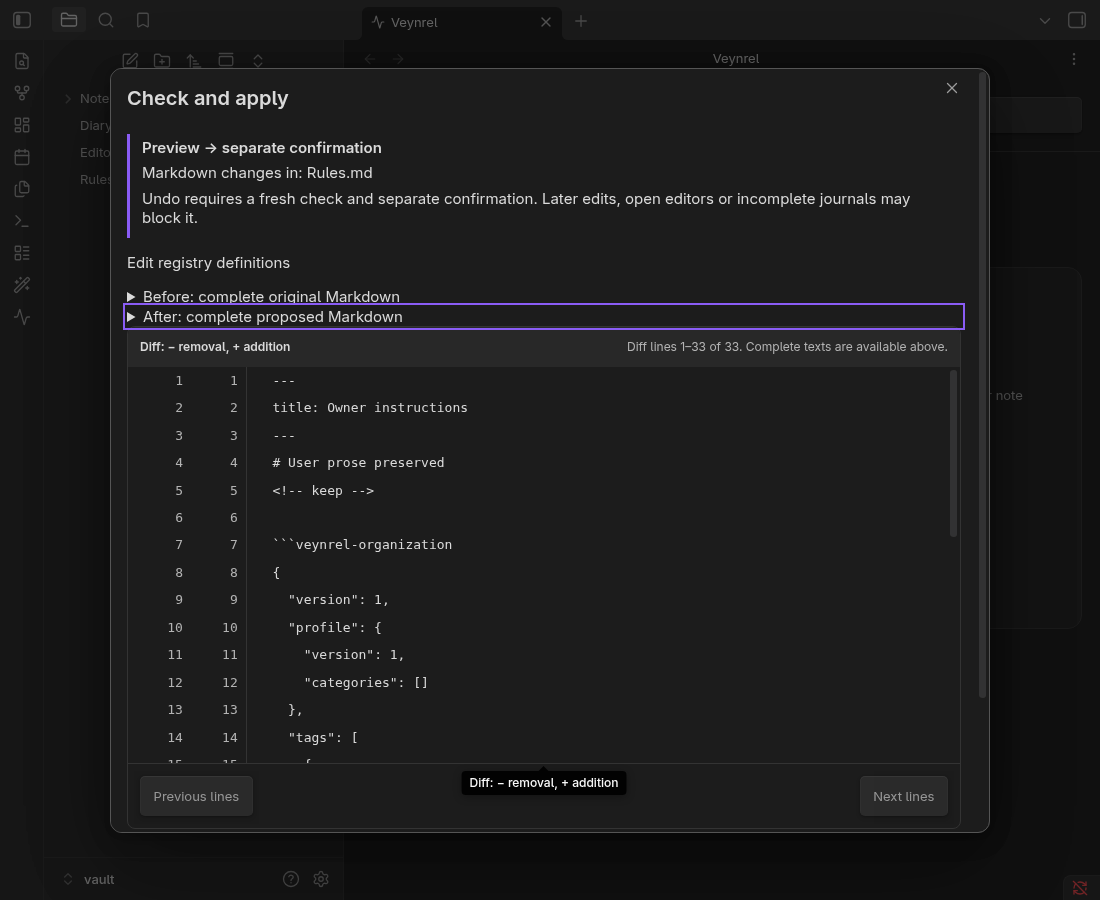 Veynrel
Veynrel
Note
Diary
Edito
Rules
Check and apply
Preview → separate confirmation
Markdown changes in: Rules.md
Undo requires a fresh check and separate confirmation. Later edits, open editors or incomplete journals may
block it.
Edit registry definitions
Before: complete original Markdown
After: complete proposed Markdown
Diff: − removal, + addition
Diff lines 1–33 of 33. Complete texts are available above.
1 1 ---
2 2 title: Owner instructions
3 3 ---
4 4 # User prose preserved
5 5 <!-- keep -->
6 6
7 7 ```veynrel-organization
8 8 {
9 9 "version": 1,
10 10 "profile": {
11 11 "version": 1,
12 12 "categories": []
13 13 },
14 14 "tags": [
15 15 {
note
Diff: − removal, + addition
Previous lines
Next lines
vault